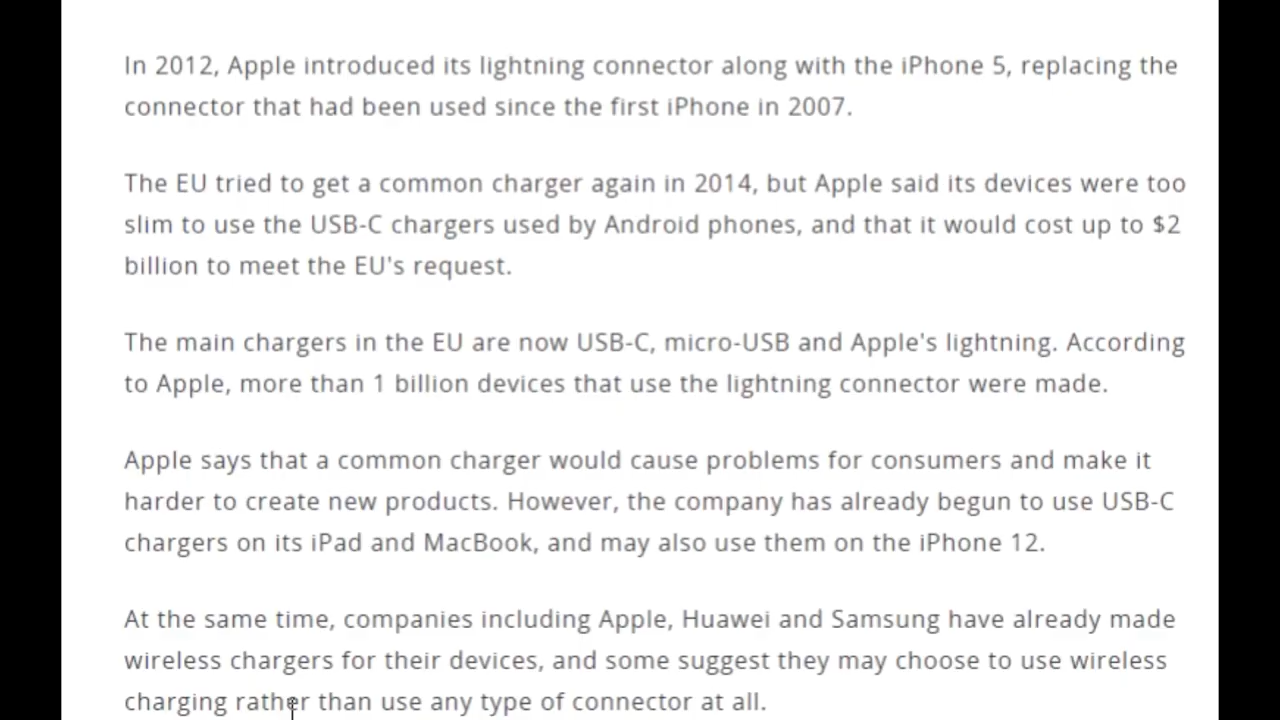 In 2012, Apple introduced its lightning connector along with the iPhone 5, replacing the
connector that had been used since the first iPhone in 2007.
The EU tried to get a common charger again in 2014, but Apple said its devices were too
slim to use the USB-C chargers used by Android phones, and that it would cost up to $2
billion to meet the EU's request.
The main chargers in the EU are now USB-C, micro-USB and Apple's lightning. According
to Apple, more than 1 billion devices that use the lightning connector were made.
Apple says that a common charger would cause problems for consumers and make it
harder to create new products. However, the company has already begun to use USB-C
chargers on its iPad and MacBook, and may also use them on the iPhone 12.
At the same time, companies including Apple, Huawei and Samsung have already made
wireless chargers for their devices, and some suggest they may choose to use wireless
charging rather than use any type of connector at all.